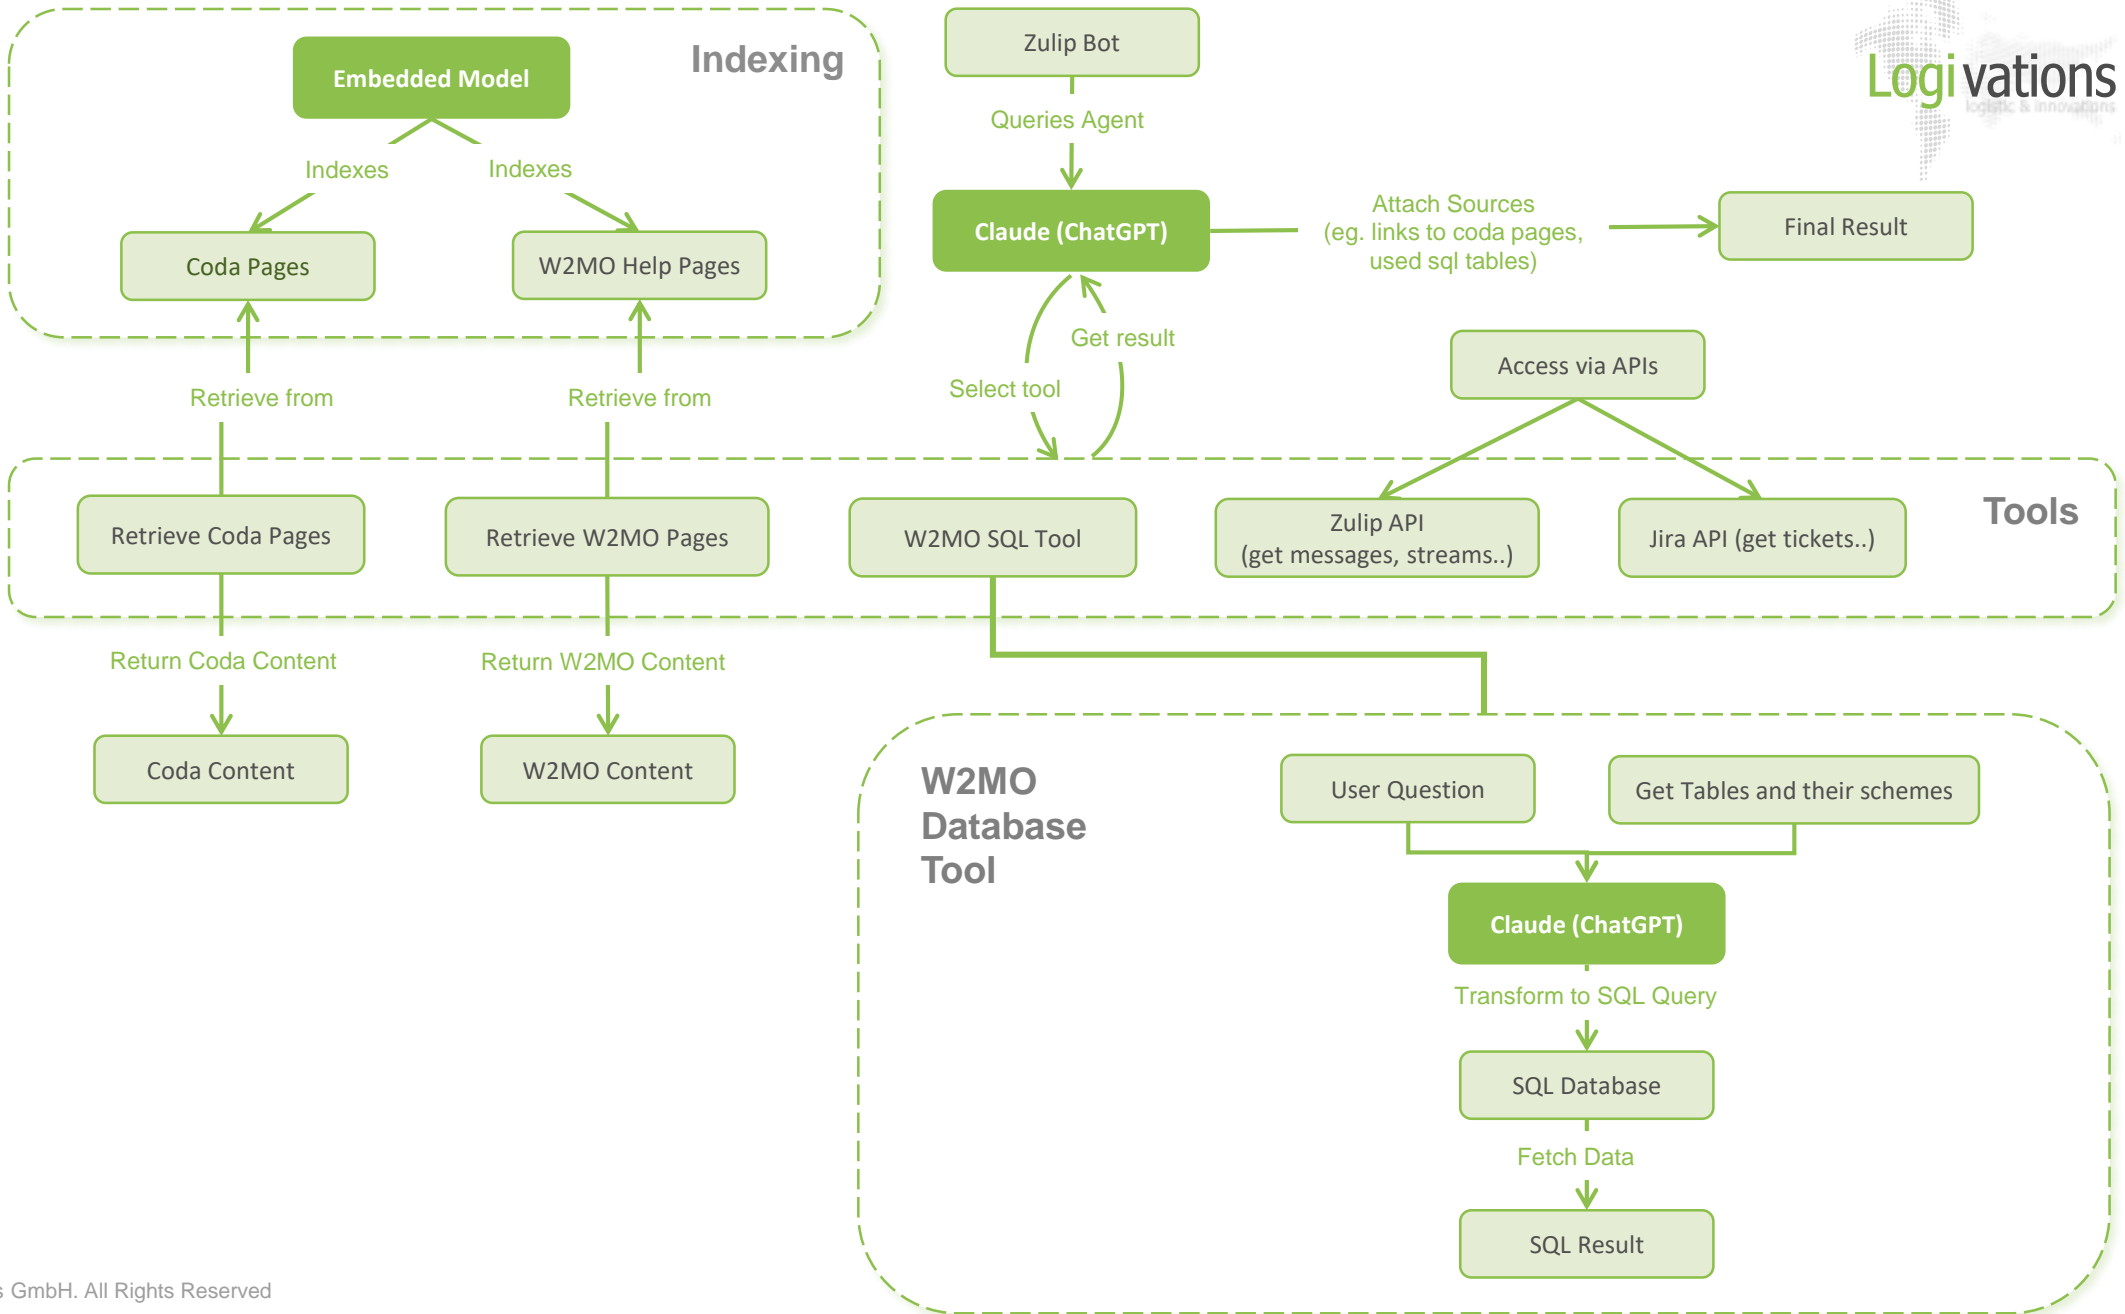 Indexing
Embedded Model
Indexes
Indexes
Coda Pages
W2MO Help Pages
Retrieve from
Retrieve from
Zulip Bot
Queries Agent
Claude (ChatGPT)
Attach Sources
(eg. links to coda pages,
used sql tables)
Final Result
Logivations
logistic & innovations
Get result
Select tool
Access via APIs
Tools
Retrieve Coda Pages
Retrieve W2MO Pages
W2MO SQL Tool
Zulip API
(get messages, streams..)
Jira API (get tickets..)
Return Coda Content
Return W2MO Content
Coda Content
W2MO Content
W2MO
Database
Tool
User Question
Get Tables and their schemes
Claude (ChatGPT)
Transform to SQL Query
SQL Database
Fetch Data
SQL Result
s GmbH. All Rights Reserved